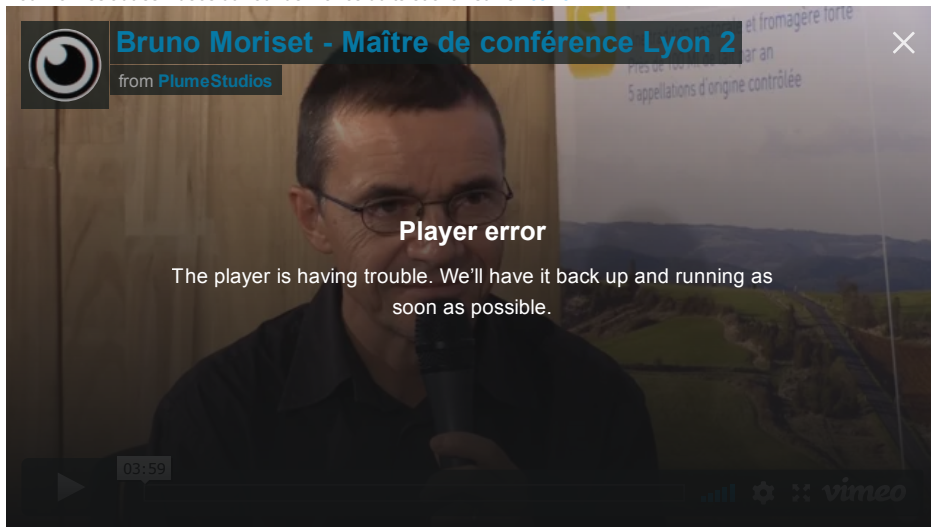 Bruno Moriset - Maître de conférence Lyon 2
from PlumeStudios
et fromagère forte
par an
5 appellations d'origine contrôlée
Player error
The player is having trouble. We'll have it back up and running as
soon as possible.
03:59
vimeo